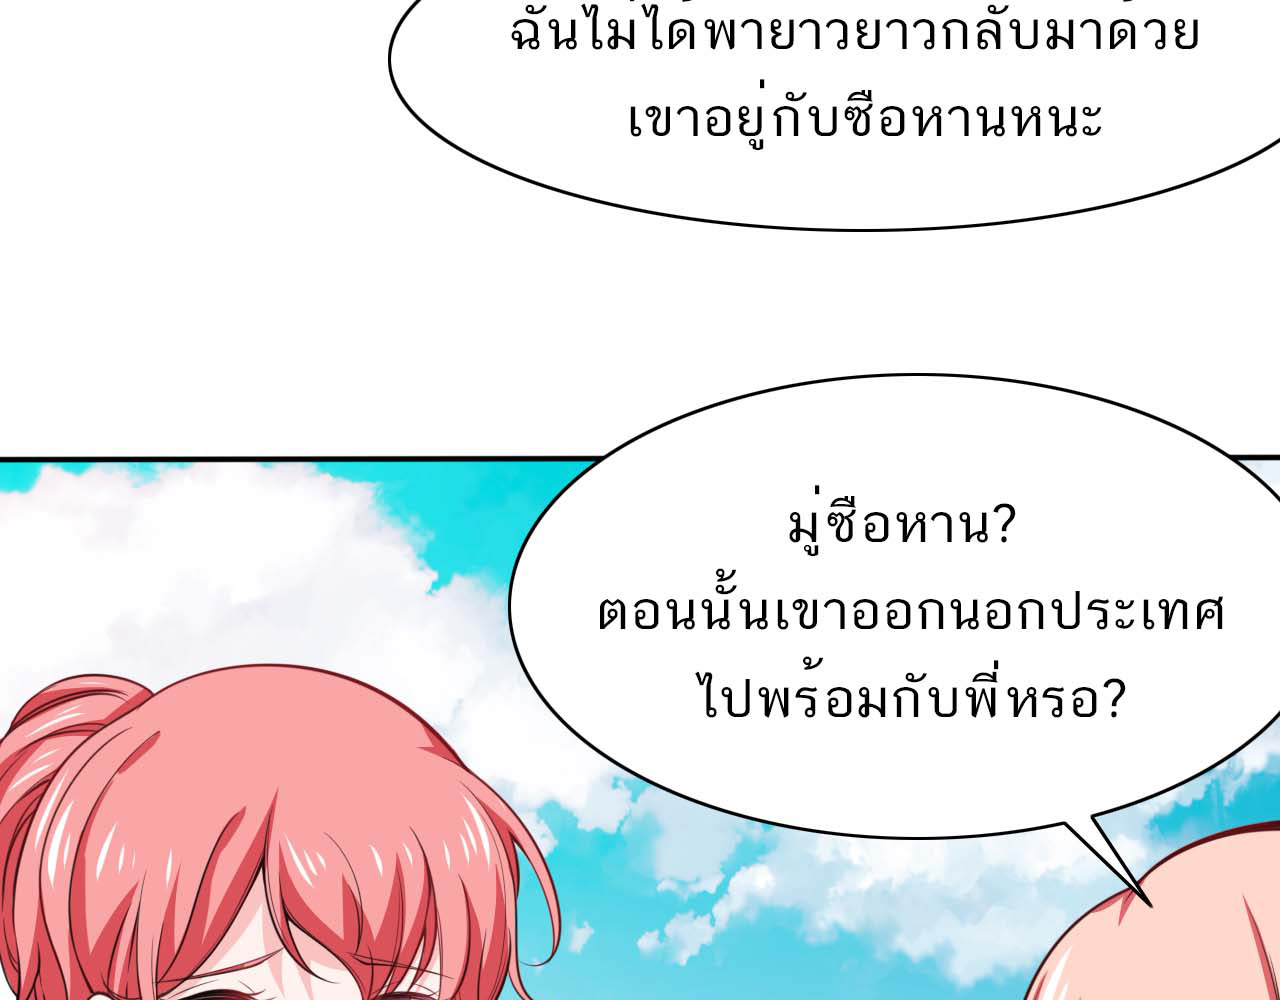 ฉันไม่ได้พายาวยาวกลับมาด้วย
เขาอยู่กับซือหานหนะ
มู่ซือหาน?
ตอนนั้นเขาออกนอกประเทศ
ไปพร้อมกับพี่หรอ?